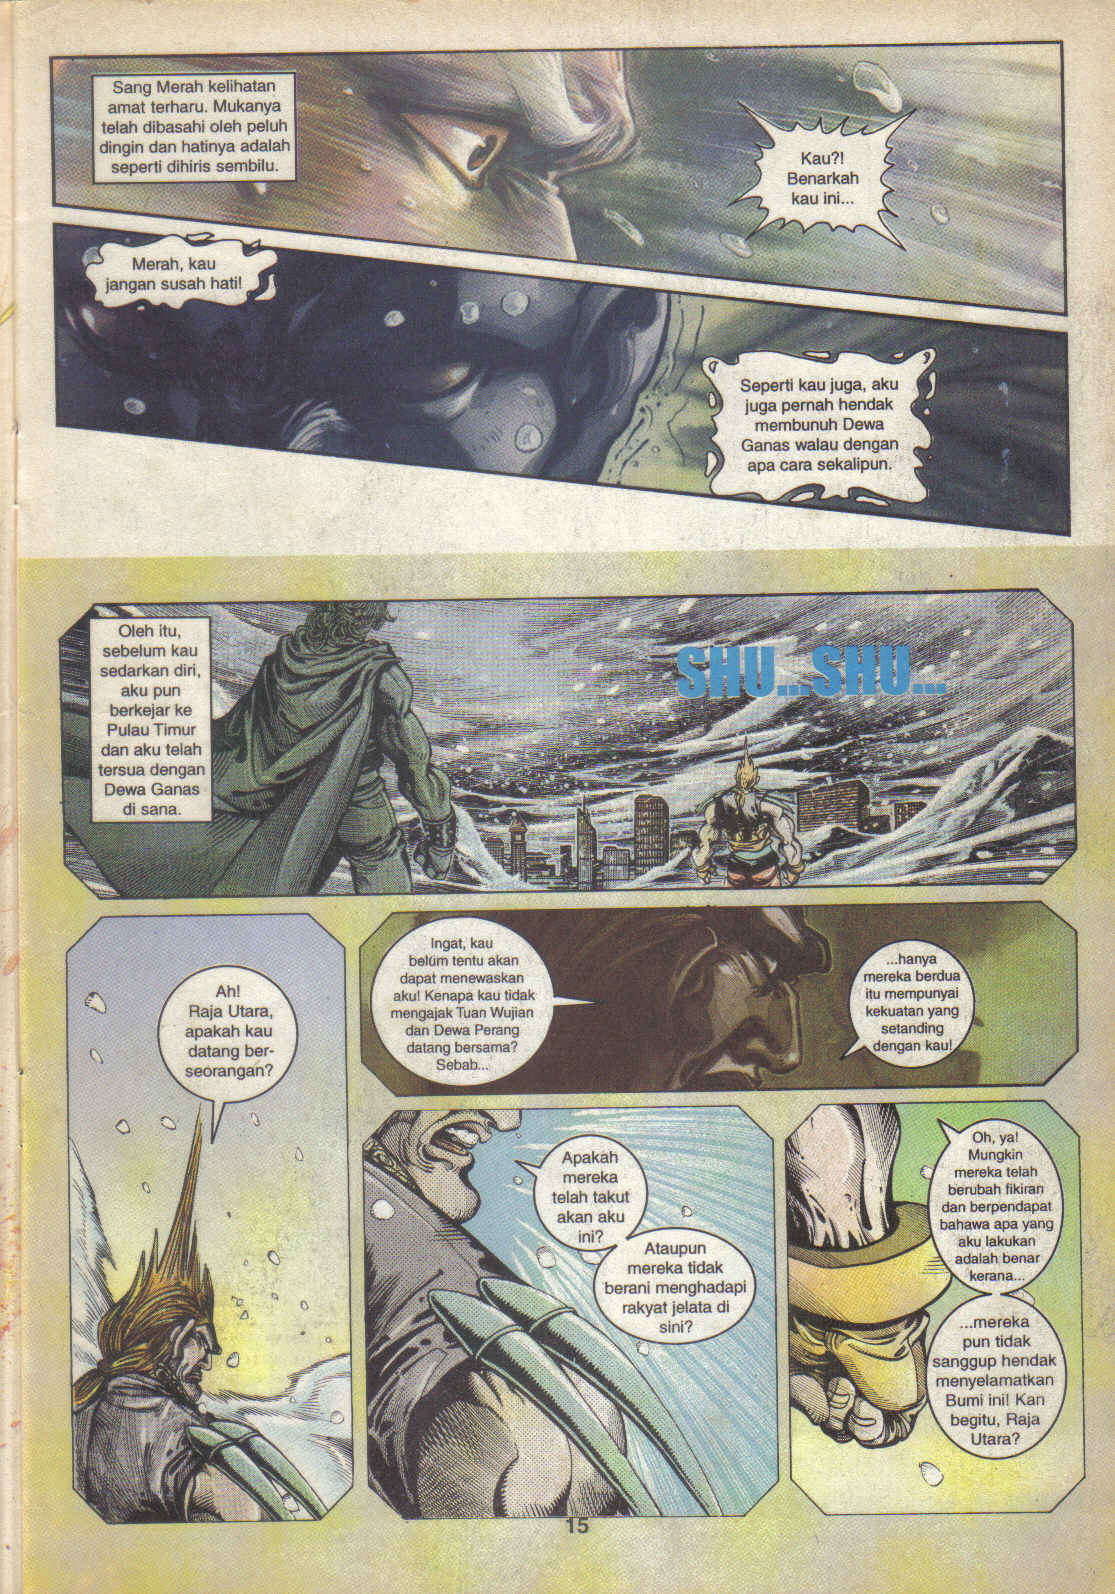 Sang Merah kelihatan
amat terharu. Mukanya
telah dibasahi oleh peluh
dingin dan hatinya adalah
seperti dihiris sembilu.
Kau?!
Benarkah
kau ini...
Merah, kau
jangan susah hati!
Seperti kau juga, aku
juga pernah hendak
membunuh Dewa
Ganas walau dengan
apa cara sekalipun.
Oleh itu,
sebelum kau
sedarkan diri,
aku pun
berkejar ke
Pulau Timur
dan aku telah
tersua dengan
Dewa Ganas
di sana.
SHU...SHU...
Ah!
Raja Utara,
apakah kau
datang ber-
seorangan?
Ingat, kau
belum tentu akan
dapat menewaskan
aku! Kenapa kau tidak
mengajak Tuan Wujian
dan Dewa Perang
datang bersama?
Sebab...
...hanya
mereka berdua
itu mempunyai
kekuatan yang
setanding
dengan kau!
Apakah
mereka
telah takut
akan aku
ini?
Ataupun
mereka tidak
berani menghadapi
rakyat jelata di
sini?
Oh, ya!
Mungkin
mereka telah
berubah fikiran
dan berpendapat
bahawa apa yang
aku lakukan
adalah benar
kerana...
...mereka
pun tidak
sanggup hendak
menyelamatkan
Bumi ini! Kan
begitu, Raja
Utara?
15